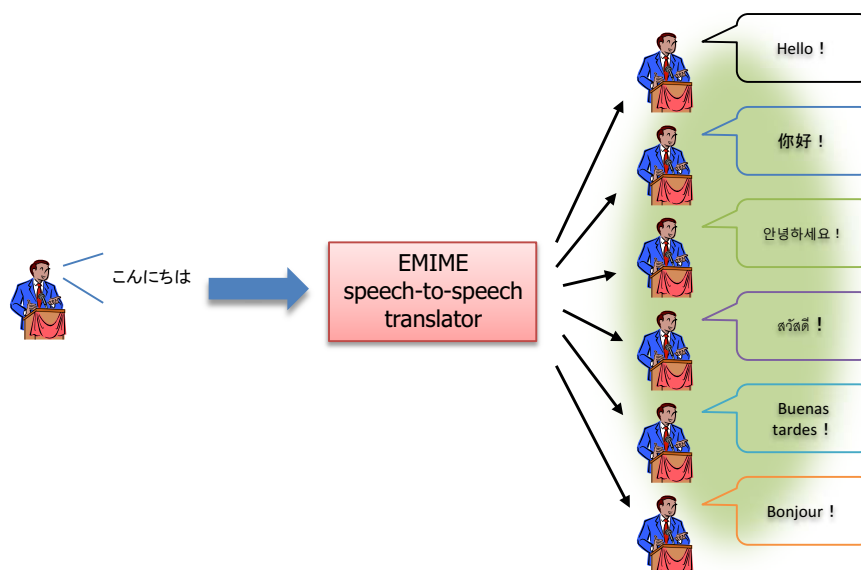 こんにちは
EMIME
speech-to-speech
translator
Hello !
你好 !
안녕하세요 !
สวัสดี !
Buenas
tardes !
Bonjour !